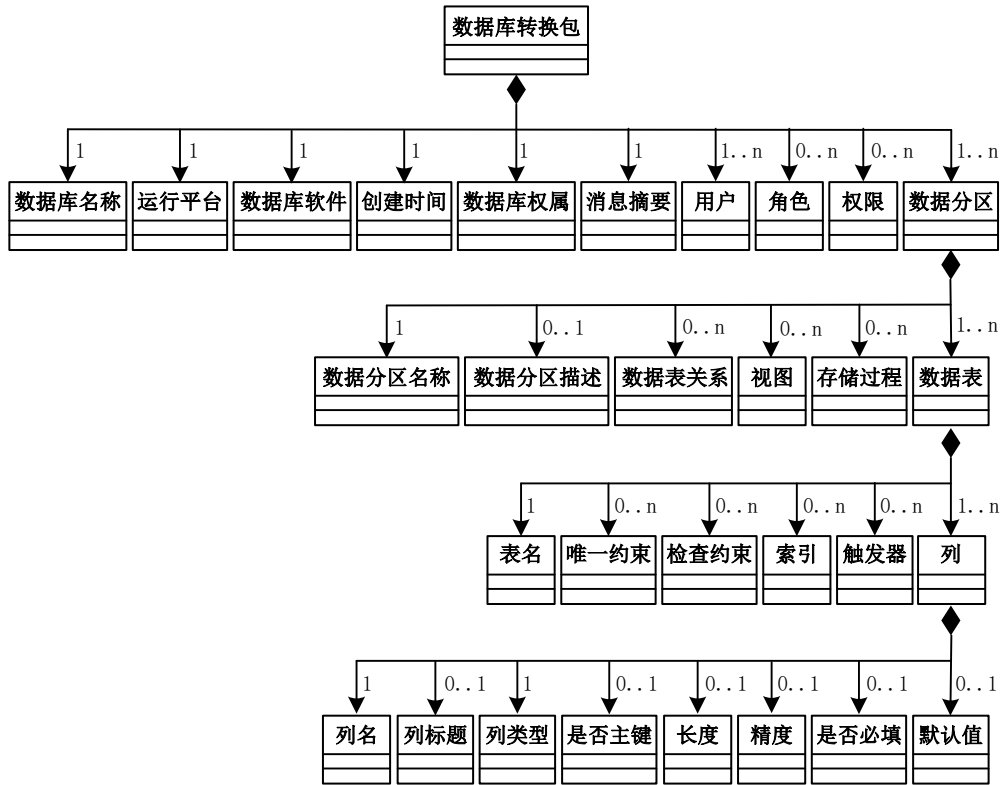 数据库转换包
1 1 1 1 1 1 1..n 0..n 0..n 1..n
数据库名称 运行平台 数据库软件 创建时间 数据库权属 消息摘要 用户 角色 权限 数据分区
1 0..1 0..n 0..n 0..n 1..n
数据分区名称 数据分区描述 数据表关系 视图 存储过程 数据表
1 0..n 0..n 0..n 0..n 1..n
表名 唯一约束 检查约束 索引 触发器 列
1 0..1 1 0..1 0..1 0..1 0..1 0..1
列名 列标题 列类型 是否主键 长度 精度 是否必填 默认值